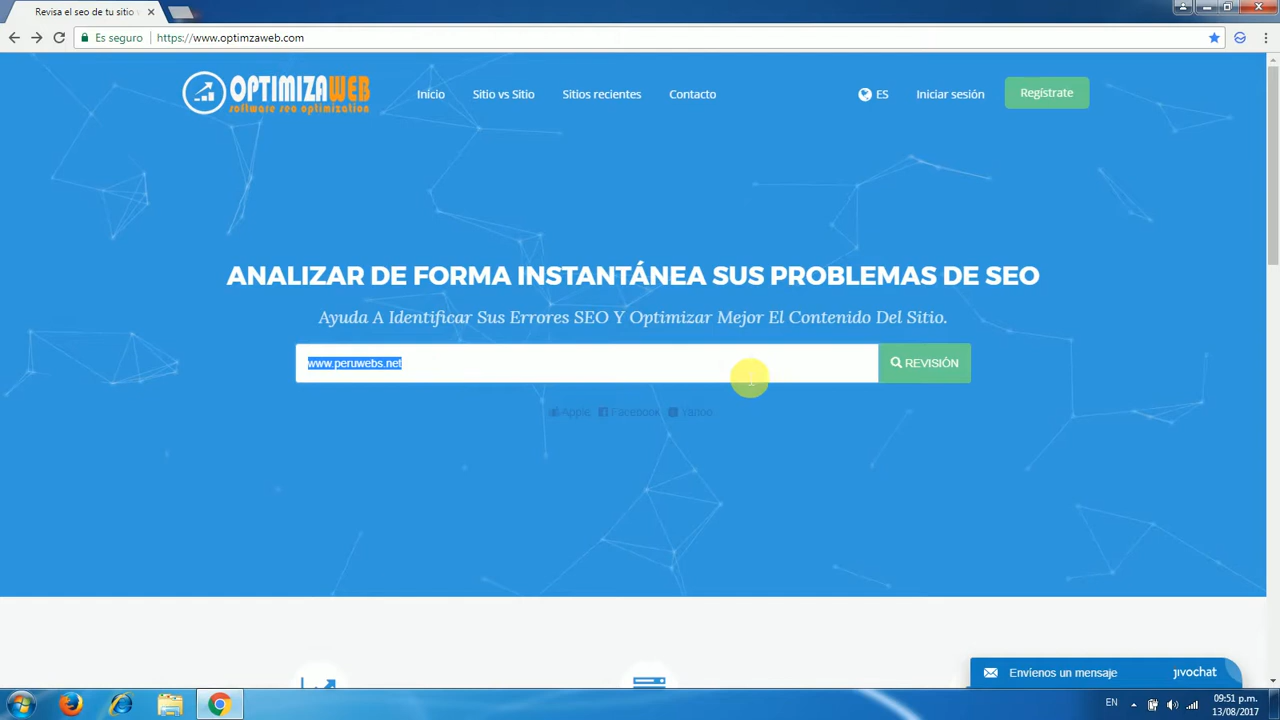 Revisa el seo de tu sitio
Es seguro
https://www.optimzaweb.com
OPTIMIZAWEB
software seo optimization
Inicio
Sitio vs Sitio
Sitios recientes
Contacto
ES
Iniciar sesión
Regístrate
ANALIZAR DE FORMA INSTANTÁNEA SUS PROBLEMAS DE SEO
Ayuda A Identificar Sus Errores SEO Y Optimizar Mejor El Contenido Del Sitio.
www.peruwebs.net
REVISIÓN
Apple Facebook Yahoo
Envíenos un mensaje
jivochat
EN
09:51 p.m.
13/08/2017